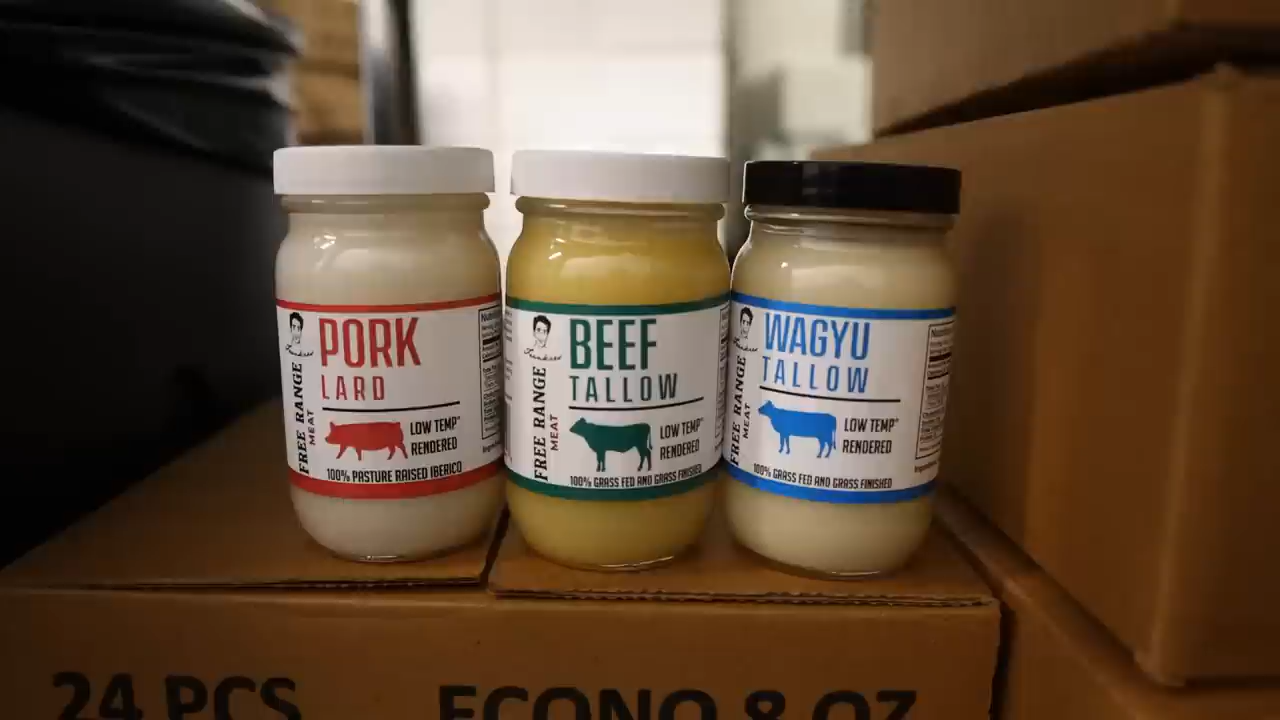 PORK
LARD
FREE RANGE
MEAT
LOW TEMP*
RENDERED
100% PASTURE RAISED IBERICO
BEEF
TALLOW
FREE RANGE
MEAT
LOW TEMP*
RENDERED
100% GRASS FED AND GRASS FINISHED
WAGYU
TALLOW
FREE RANGE
MEAT
LOW TEMP*
RENDERED
100% GRASS FED AND GRASS FINISHED
24 PCS
ECONO 8 OZ